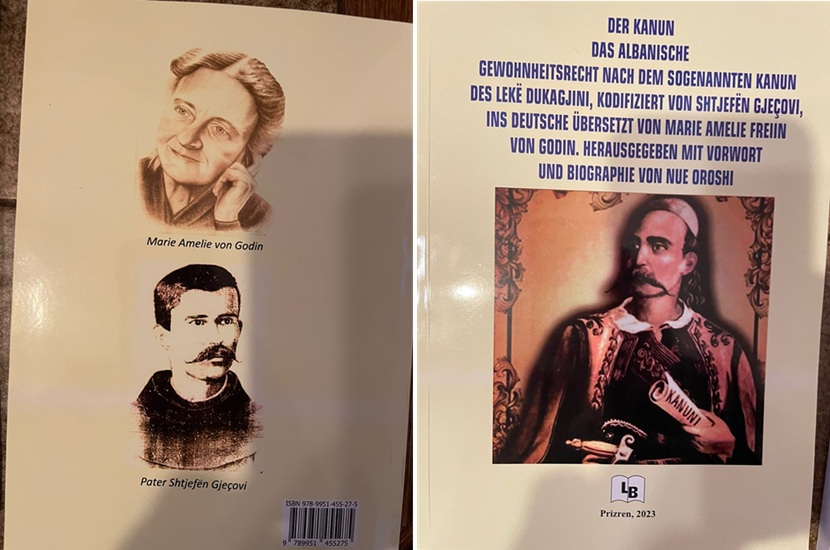 Marie Amelie von Godin
Pater Shtjefën Gjeçovi
ISBN 978-9951-455-27-5
9 789951 455275
DER KANUN
DAS ALBANISCHE
GEWOHNHEITSRECHT NACH DEM SOGENANNTEN KANUN
DES LEKË DUKAGJINI, KODIFIZIERT VON SHTJEFËN GJEÇOVI,
INS DEUTSCHE ÜBERSETZT VON MARIE AMELIE FREIIN
VON GODIN. HERAUSGEGEBEN MIT VORWORT
UND BIOGRAPHIE VON NUE OROSHI
KANUNI
LB
Prizren, 2023